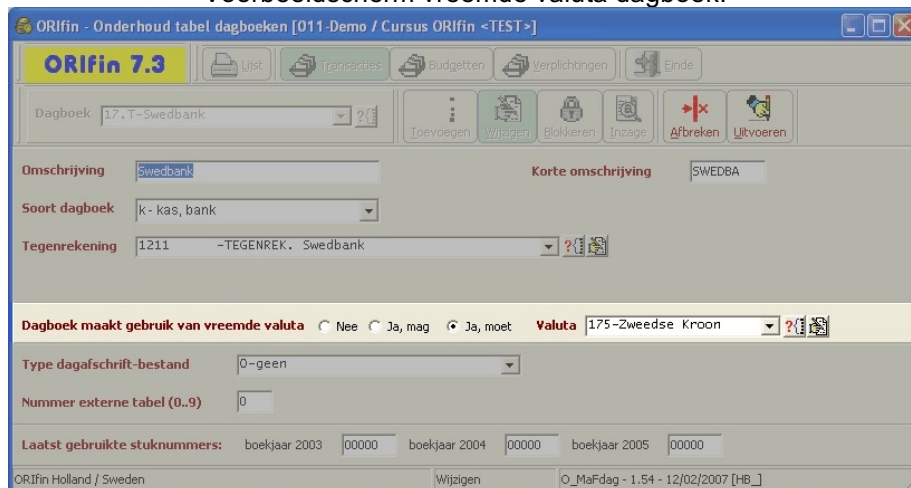 Voorbeeldscherm vreemde valuta dagboek:
ORIfin - Onderhoud tabel dagboeken [011-Demo / Cursus ORIfin <TEST>]
ORIfin 7.3 Lijst Transacties Budgetten Verplichtingen Einde
Dagboek 17.T-Swedbank ?{} Toevoegen Wijzigen Blokkeren Inzage Afbreken Uitvoeren
Omschrijving Swedbank Korte omschrijving SWEDBA
Soort dagboek k - kas, bank
Tegenrekening 1211 -TEGENREK. Swedbank ?{}
Dagboek maakt gebruik van vreemde valuta Nee Ja, mag Ja, moet Valuta 175-Zweedse Kroon ?{}
Type dagafschrift-bestand 0-geen
Nummer externe tabel (0..9) 0
Laatst gebruikte stuknummers: boekjaar 2003 00000 boekjaar 2004 00000 boekjaar 2005 00000
ORIfin Holland / Sweden Wijzigen O_MaFdag - 1.54 - 12/02/2007 [HB_]